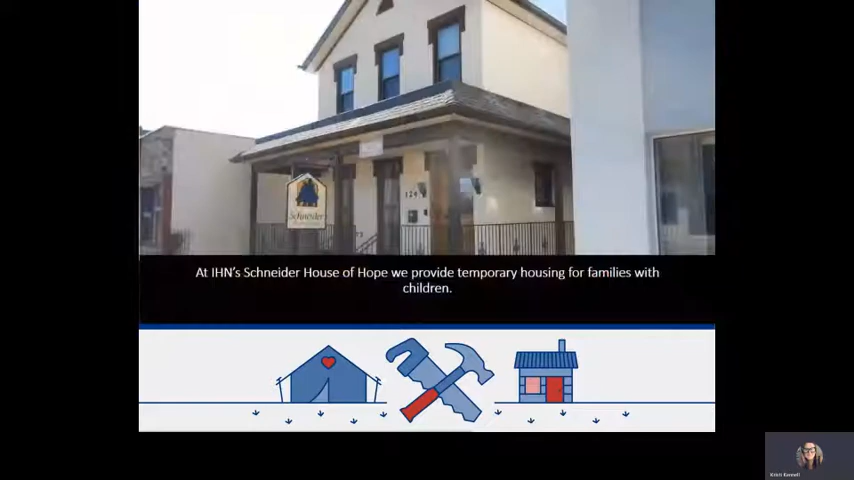 Schneider
At IHN's Schneider House of Hope we provide temporary housing for families with
children.